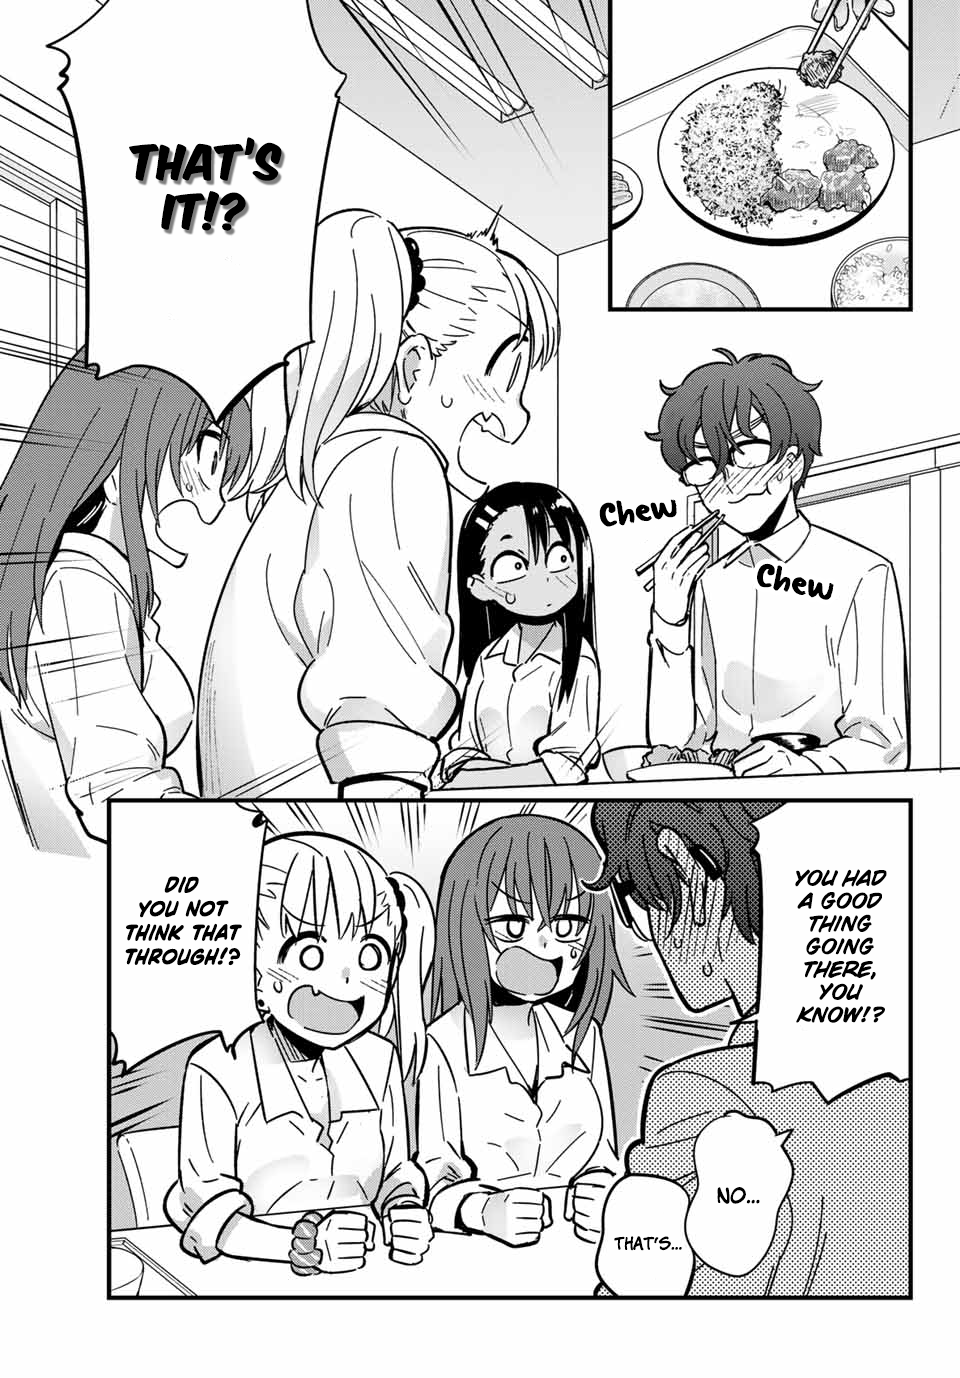 THAT'S
IT!?
Chew
Chew
YOU HAD
A GOOD
THING
GOING
THERE,
YOU
KNOW!?
DID
YOU NOT
THINK THAT
THROUGH!?
NO...
THAT'S...